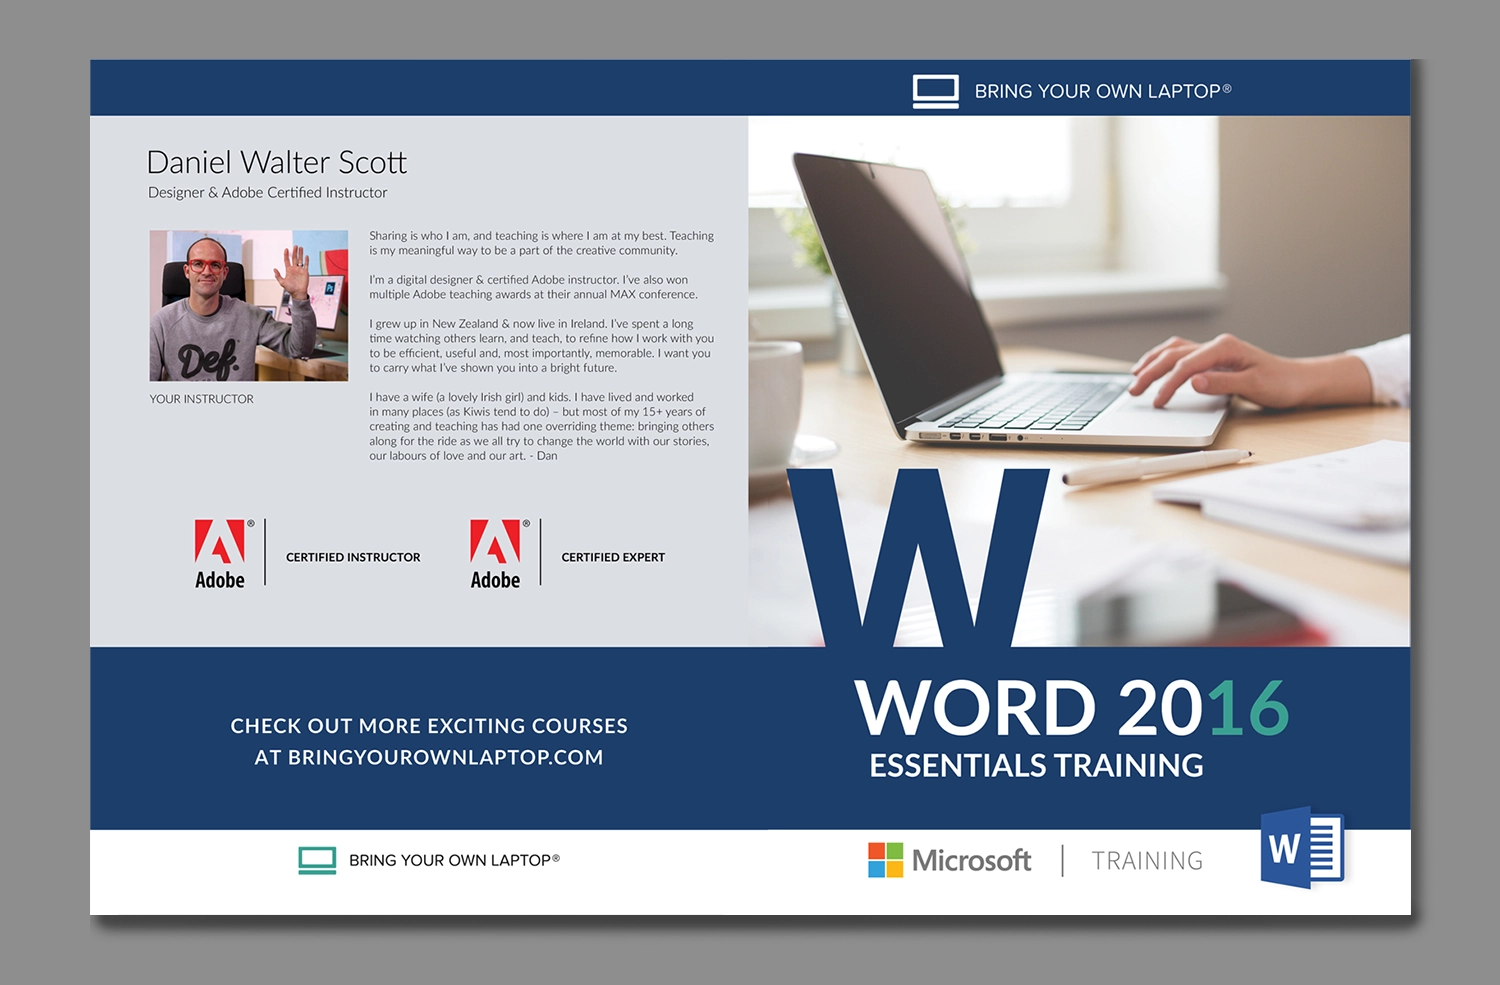 BRING YOUR OWN LAPTOP®
Daniel Walter Scott
Designer & Adobe Certified Instructor
Sharing is who I am, and teaching is where I am at my best. Teaching
is my meaningful way to be a part of the creative community.
I'm a digital designer & certified Adobe instructor. I've also won
multiple Adobe teaching awards at their annual MAX conference.
I grew up in New Zealand & now live in Ireland. I've spent a long
time watching others learn, and teach, to refine how I work with you
to be efficient, useful and, most importantly, memorable. I want you
to carry what I've shown you into a bright future.
I have a wife (a lovely Irish girl) and kids. I have lived and worked
in many places (as Kiwis tend to do) – but most of my 15+ years of
creating and teaching has had one overriding theme: bringing others
along for the ride as we all try to change the world with our stories,
our labours of love and our art. - Dan
Def.
Ps
YOUR INSTRUCTOR
Adobe®
CERTIFIED INSTRUCTOR
Adobe®
CERTIFIED EXPERT
CHECK OUT MORE EXCITING COURSES
AT BRINGYOUROWNLAPTOP.COM
BRING YOUR OWN LAPTOP®
W
WORD 2016
ESSENTIALS TRAINING
Microsoft | TRAINING
W